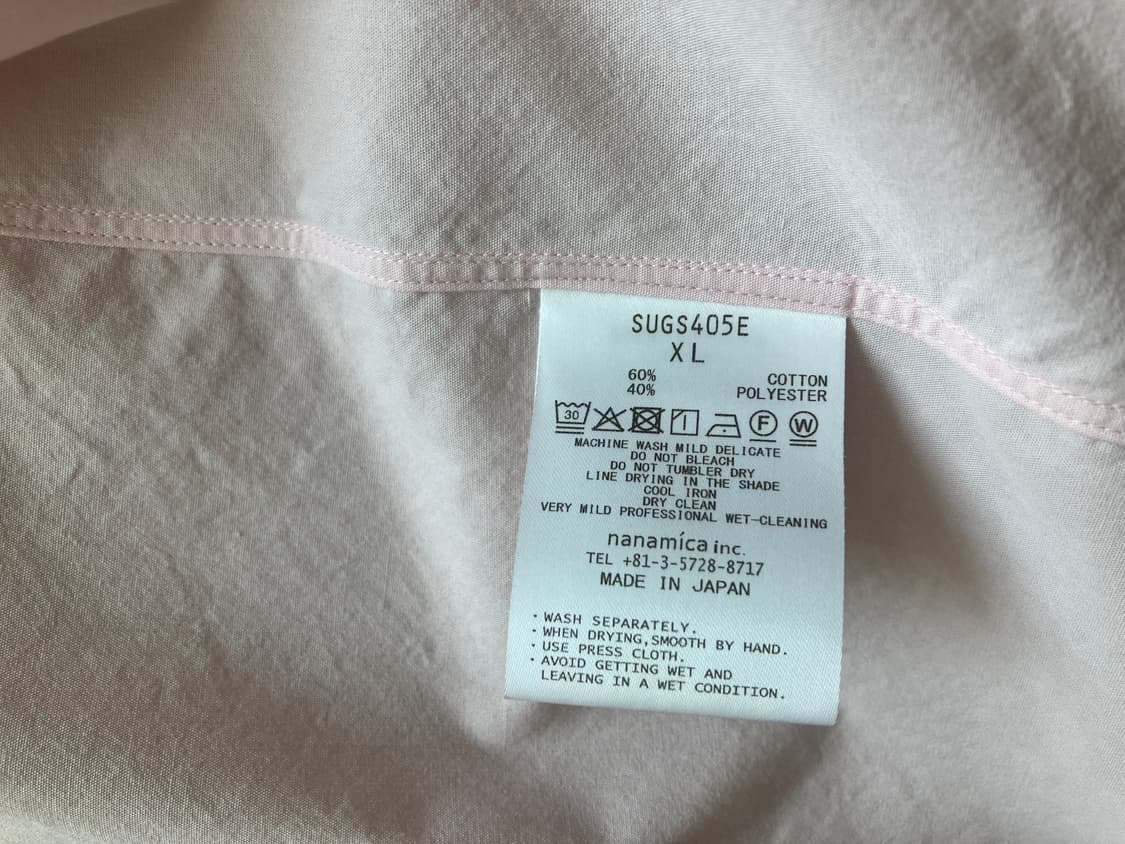 SUGS405E
XL
60% COTTON
40% POLYESTER
30 F W
MACHINE WASH MILD DELICATE
DO NOT BLEACH
DO NOT TUMBLER DRY
LINE DRYING IN THE SHADE
COOL IRON
DRY CLEAN
VERY MILD PROFESSIONAL WET-CLEANING
nanamica inc.
TEL +81-3-5728-8717
MADE IN JAPAN
・WASH SEPARATELY.
・WHEN DRYING,SMOOTH BY HAND.
・USE PRESS CLOTH.
・AVOID GETTING WET AND
LEAVING IN A WET CONDITION.